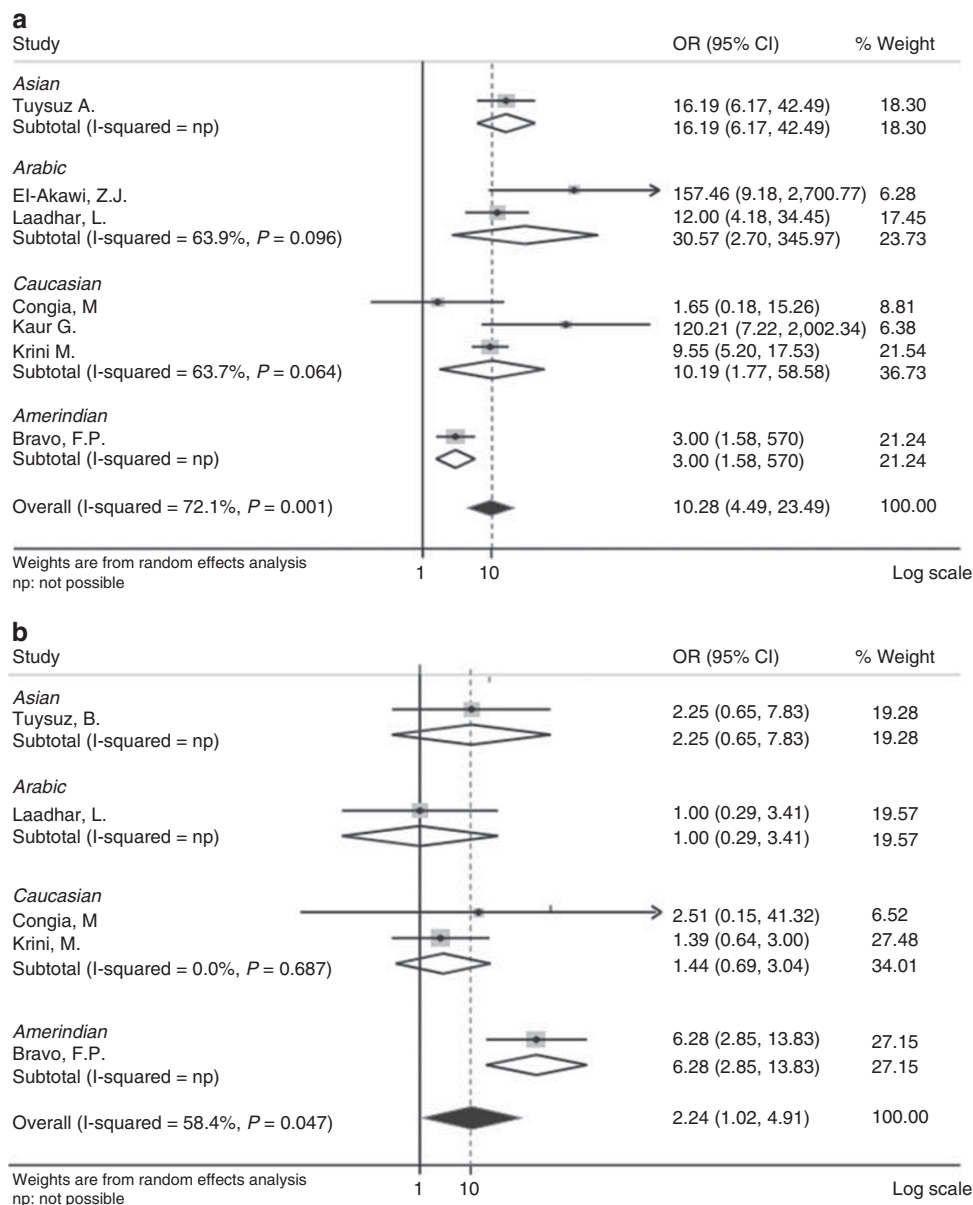 a
Study OR (95% CI) % Weight
Asian
Tuysuz A. 16.19 (6.17, 42.49) 18.30
Subtotal (I-squared = np) 16.19 (6.17, 42.49) 18.30
Arabic
El-Akawi, Z.J. 157.46 (9.18, 2,700.77) 6.28
Laadhar, L. 12.00 (4.18, 34.45) 17.45
Subtotal (I-squared = 63.9%, P = 0.096) 30.57 (2.70, 345.97) 23.73
Caucasian
Congia, M 1.65 (0.18, 15.26) 8.81
Kaur G. 120.21 (7.22, 2,002.34) 6.38
Krini M. 9.55 (5.20, 17.53) 21.54
Subtotal (I-squared = 63.7%, P = 0.064) 10.19 (1.77, 58.58) 36.73
Amerindian
Bravo, F.P. 3.00 (1.58, 570) 21.24
Subtotal (I-squared = np) 3.00 (1.58, 570) 21.24
Overall (I-squared = 72.1%, P = 0.001) 10.28 (4.49, 23.49) 100.00
Weights are from random effects analysis
np: not possible
1 10 Log scale
b
Study OR (95% CI) % Weight
Asian
Tuysuz, B. 2.25 (0.65, 7.83) 19.28
Subtotal (I-squared = np) 2.25 (0.65, 7.83) 19.28
Arabic
Laadhar, L. 1.00 (0.29, 3.41) 19.57
Subtotal (I-squared = np) 1.00 (0.29, 3.41) 19.57
Caucasian
Congia, M 2.51 (0.15, 41.32) 6.52
Krini, M. 1.39 (0.64, 3.00) 27.48
Subtotal (I-squared = 0.0%, P = 0.687) 1.44 (0.69, 3.04) 34.01
Amerindian
Bravo, F.P. 6.28 (2.85, 13.83) 27.15
Subtotal (I-squared = np) 6.28 (2.85, 13.83) 27.15
Overall (I-squared = 58.4%, P = 0.047) 2.24 (1.02, 4.91) 100.00
Weights are from random effects analysis
np: not possible
1 10 Log scale